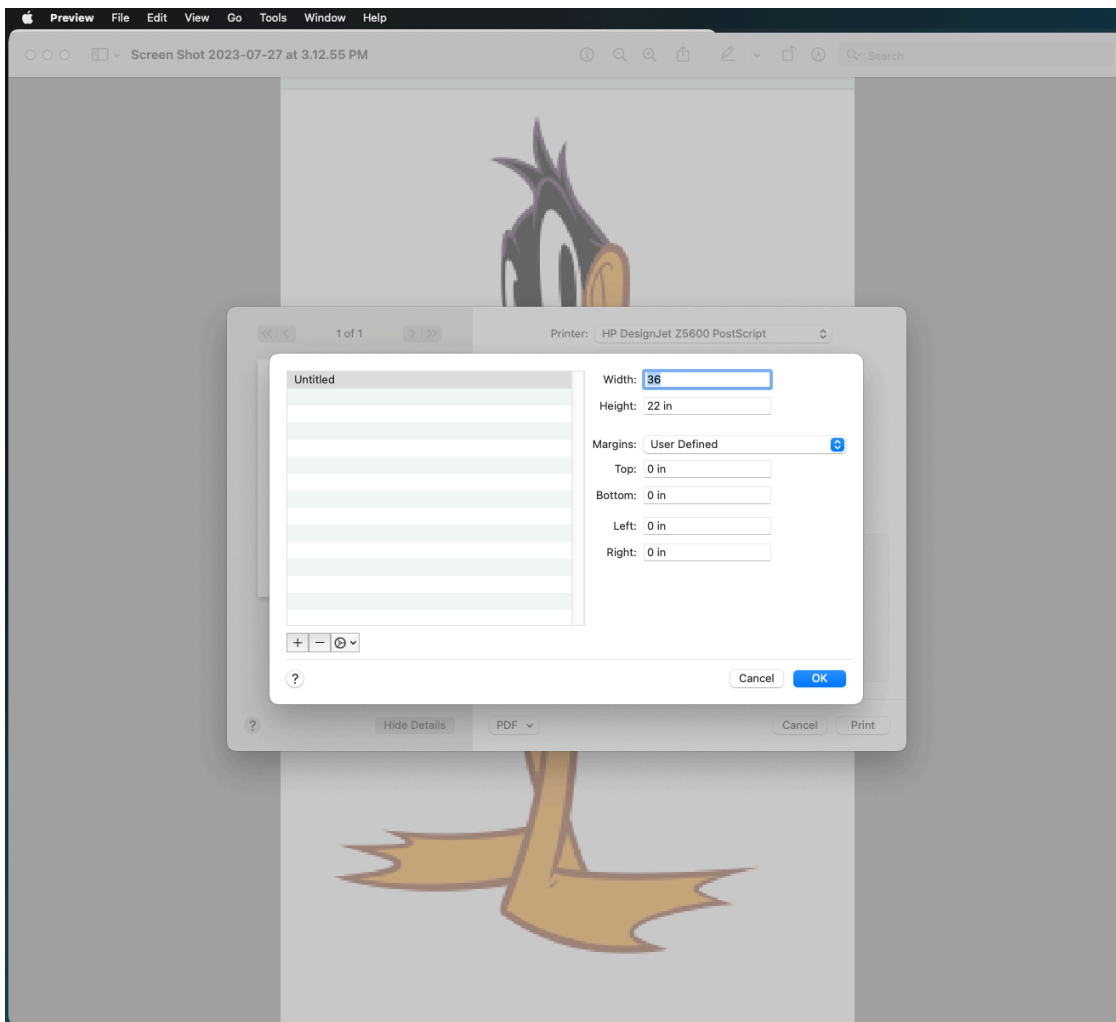 Preview File Edit View Go Tools Window Help
Screen Shot 2023-07-27 at 3.12.55 PM
Search
1 of 1
Printer: HP DesignJet Z5600 PostScript
Untitled
Width: 36
Height: 22 in
Margins: User Defined
Top: 0 in
Bottom: 0 in
Left: 0 in
Right: 0 in
+ −
? Cancel OK
? Hide Details PDF Cancel Print